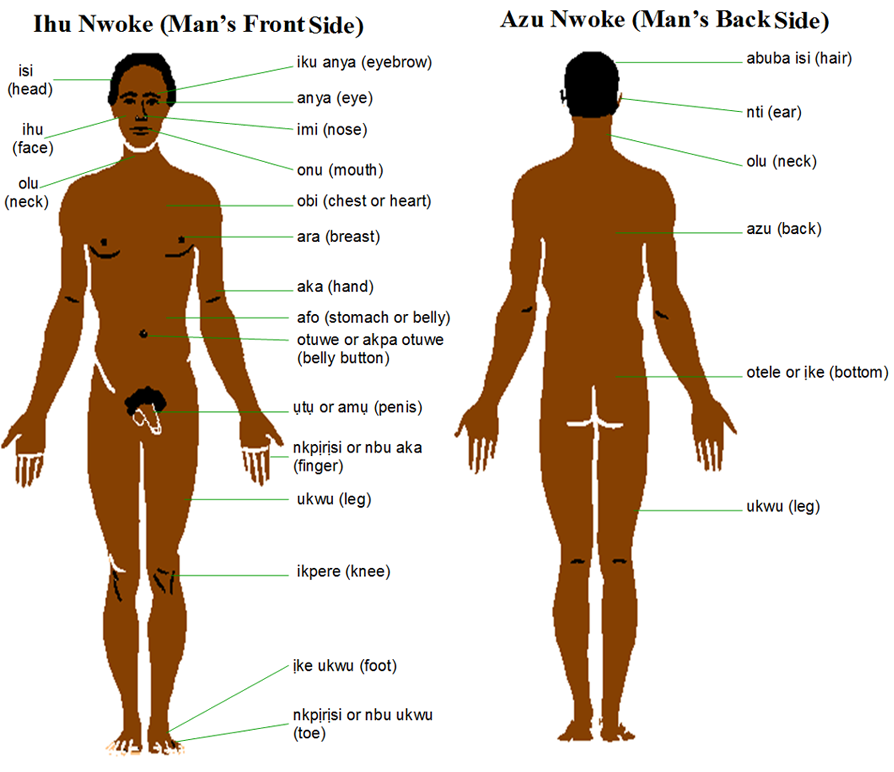 Ihu Nwoke (Man's Front Side)
isi
(head)
ihu
(face)
olu
(neck)
iku anya (eyebrow)
anya (eye)
imi (nose)
onu (mouth)
obi (chest or heart)
ara (breast)
aka (hand)
afo (stomach or belly)
otuwe or akpa otuwe
(belly button)
ụtụ or amụ (penis)
nkpịrịsi or nbu aka
(finger)
ukwu (leg)
ikpere (knee)
ịke ukwu (foot)
nkpịrịsi or nbu ukwu
(toe)
Azu Nwoke (Man's Back Side)
abuba isi (hair)
nti (ear)
olu (neck)
azu (back)
otele or ịke (bottom)
ukwu (leg)